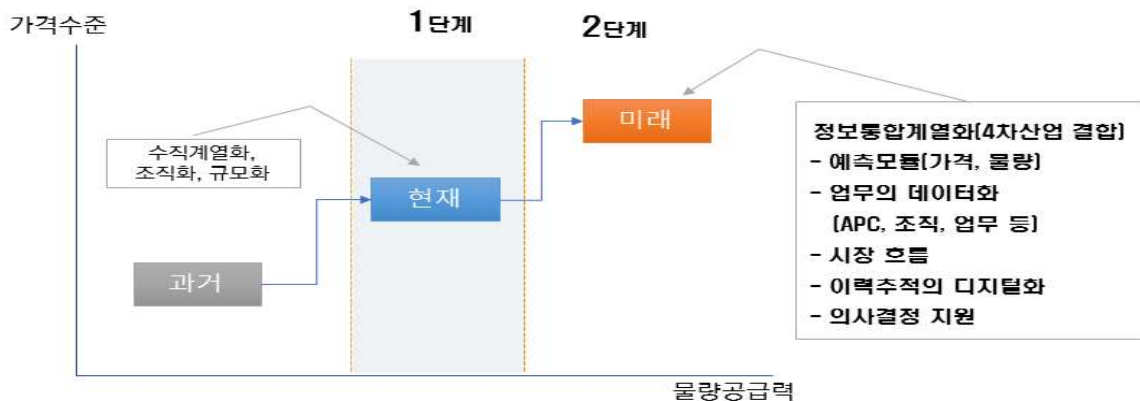 가격수준
1단계
2단계
미래
수직계열화,
조직화, 규모화
현재
과거
정보통합계열화(4차산업 결합)
- 예측모듈(가격, 물량)
- 업무의 데이터화
(APC, 조직, 업무 등)
- 시장 흐름
- 이력추적의 디지털화
- 의사결정 지원
물량공급력